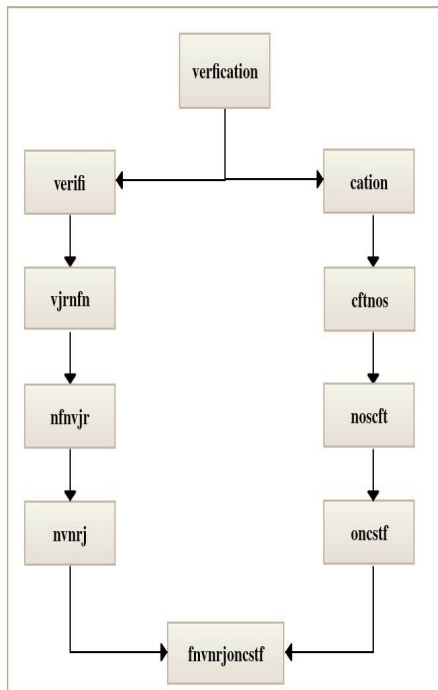 verfication
verifi
cation
vjrnfn
cftnos
nfnvjr
noscft
nvnrj
oncstf
fnvnrjoncstf